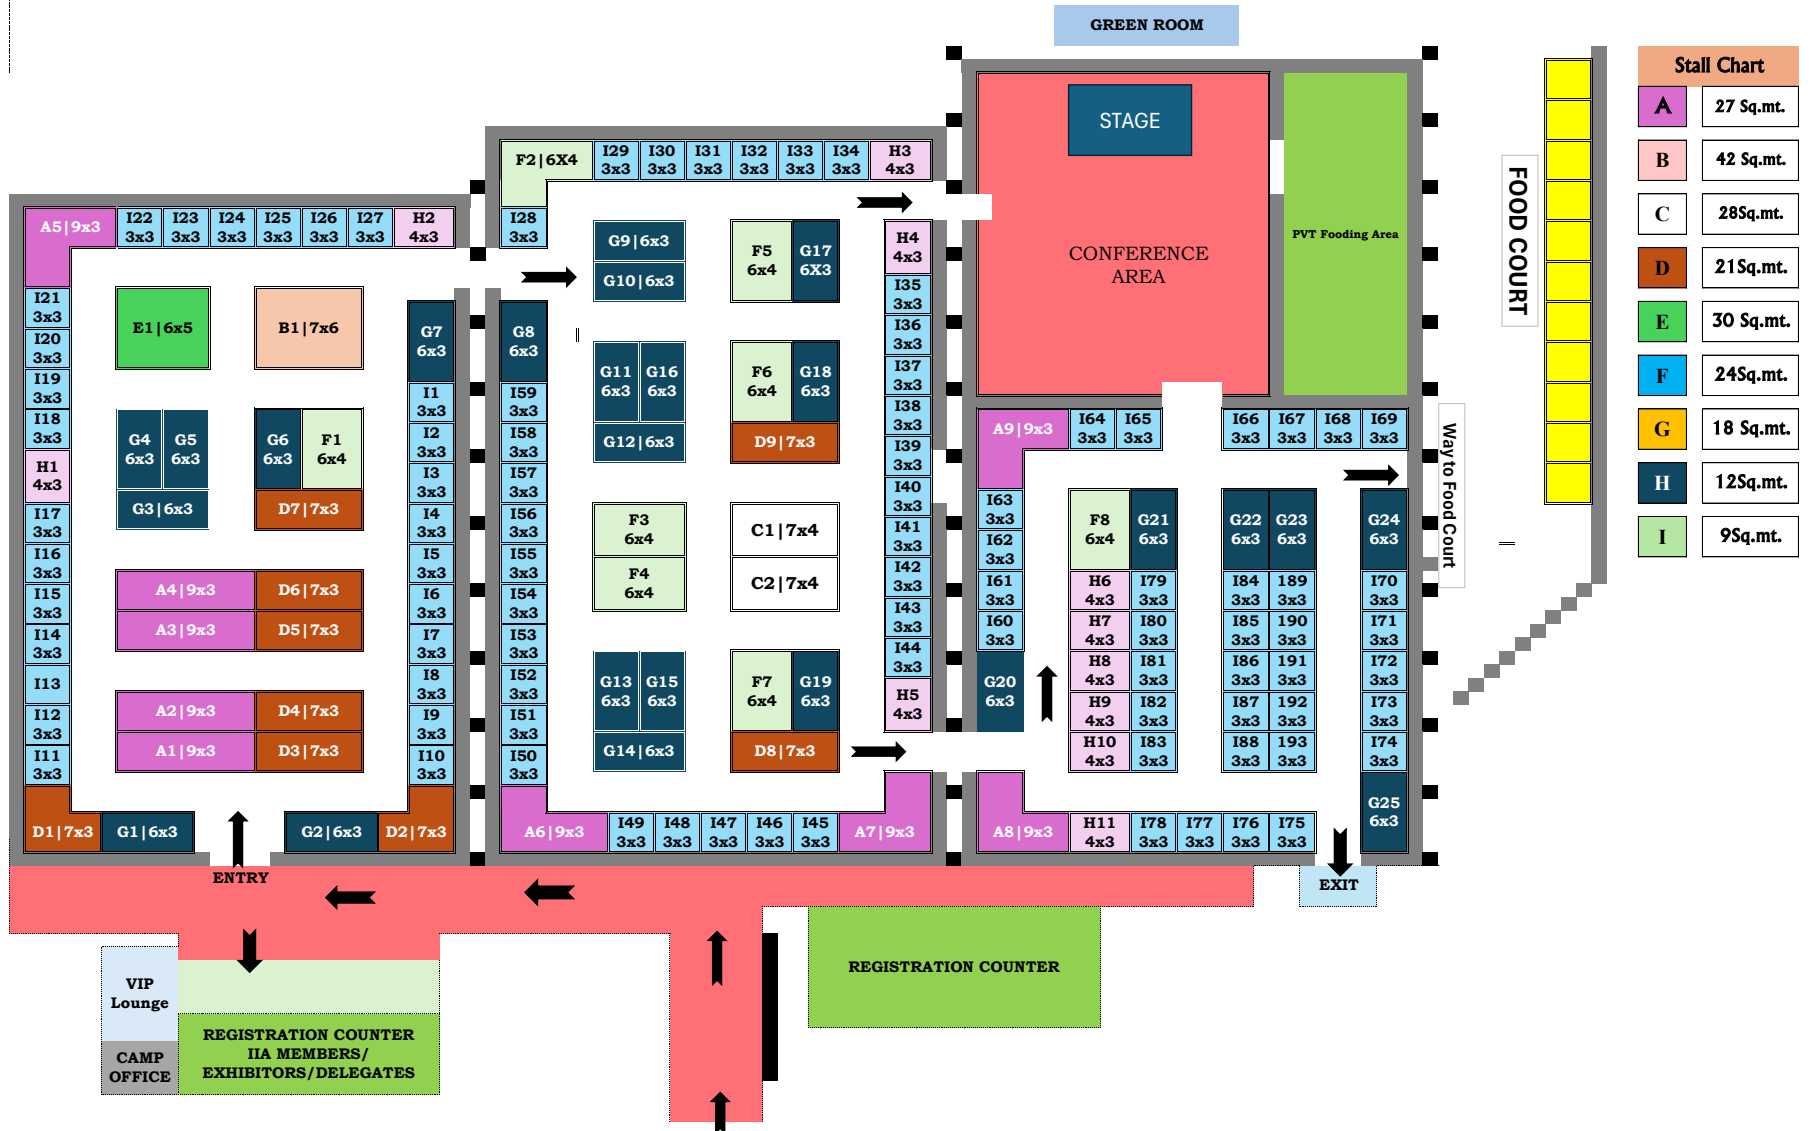 GREEN ROOM
STAGE
CONFERENCE
AREA
PVT Fooding Area
FOOD COURT
Way to Food Court
Stall Chart
A
27 Sq.mt.
B
42 Sq.mt.
C
28Sq.mt.
D
21Sq.mt.
E
30 Sq.mt.
F
24Sq.mt.
G
18 Sq.mt.
H
12Sq.mt.
I
9Sq.mt.
A5|9x3
I22
3x3
I23
3x3
I24
3x3
I25
3x3
I26
3x3
I27
3x3
H2
4x3
I21
3x3
I20
3x3
I19
3x3
I18
3x3
H1
4x3
I17
3x3
I16
3x3
I15
3x3
I14
3x3
I13
I12
3x3
I11
3x3
D1|7x3
G1|6x3
G2|6x3
D2|7x3
E1|6x5
B1|7x6
G4
6x3
G5
6x3
G3|6x3
G6
6x3
F1
6x4
D7|7x3
A4|9x3
D6|7x3
A3|9x3
D5|7x3
A2|9x3
D4|7x3
A1|9x3
D3|7x3
G7
6x3
I1
3x3
I2
3x3
I3
3x3
I4
3x3
I5
3x3
I6
3x3
I7
3x3
I8
3x3
I9
3x3
I10
3x3
F2|6X4
I29
3x3
I30
3x3
I31
3x3
I32
3x3
I33
3x3
I34
3x3
H3
4x3
I28
3x3
G8
6x3
I59
3x3
I58
3x3
I57
3x3
I56
3x3
I55
3x3
I54
3x3
I53
3x3
I52
3x3
I51
3x3
I50
3x3
A6|9x3
I49
3x3
I48
3x3
I47
3x3
I46
3x3
I45
3x3
A7|9x3
G9|6x3
G10|6x3
F5
6x4
G17
6X3
G11
6x3
G16
6x3
G12|6x3
F6
6x4
G18
6x3
D9|7x3
F3
6x4
F4
6x4
C1|7x4
C2|7x4
G13
6x3
G15
6x3
G14|6x3
F7
6x4
G19
6x3
D8|7x3
H4
4x3
I35
3x3
I36
3x3
I37
3x3
I38
3x3
I39
3x3
I40
3x3
I41
3x3
I42
3x3
I43
3x3
I44
3x3
H5
4x3
A9|9x3
I64
3x3
I65
3x3
I66
3x3
I67
3x3
I68
3x3
I69
3x3
I63
3x3
I62
3x3
I61
3x3
I60
3x3
G20
6x3
A8|9x3
H11
4x3
I78
3x3
I77
3x3
I76
3x3
I75
3x3
F8
6x4
G21
6x3
H6
4x3
I79
3x3
H7
4x3
I80
3x3
H8
4x3
I81
3x3
H9
4x3
I82
3x3
H10
4x3
I83
3x3
G22
6x3
G23
6x3
I84
3x3
189
3x3
I85
3x3
190
3x3
I86
3x3
191
3x3
I87
3x3
192
3x3
I88
3x3
193
3x3
G24
6x3
I70
3x3
I71
3x3
I72
3x3
I73
3x3
I74
3x3
G25
6x3
ENTRY
EXIT
REGISTRATION COUNTER
VIP
Lounge
CAMP
OFFICE
REGISTRATION COUNTER
IIA MEMBERS/
EXHIBITORS/DELEGATES